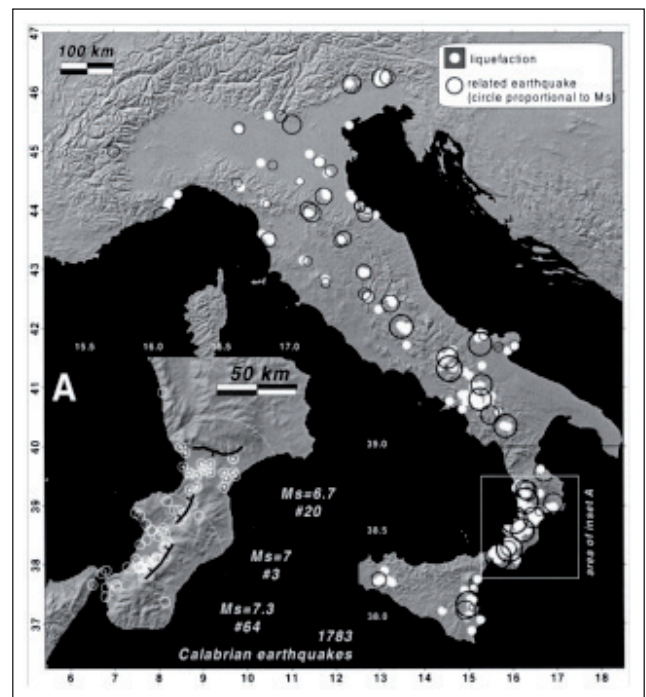 47
100 km
liquefaction
related earthquake
(circle proportional to Ms)
46
45
44
43
42
15.5 16.0 16.5 17.0
41
50 km
A
40
39.0
39
Ms=6.7
#20
38.5
area of inset A
38
Ms=7
#3
Ms=7.3
#64
38.0
37
1783
Calabrian earthquakes
6 7 8 9 10 11 12 13 14 15 16 17 18